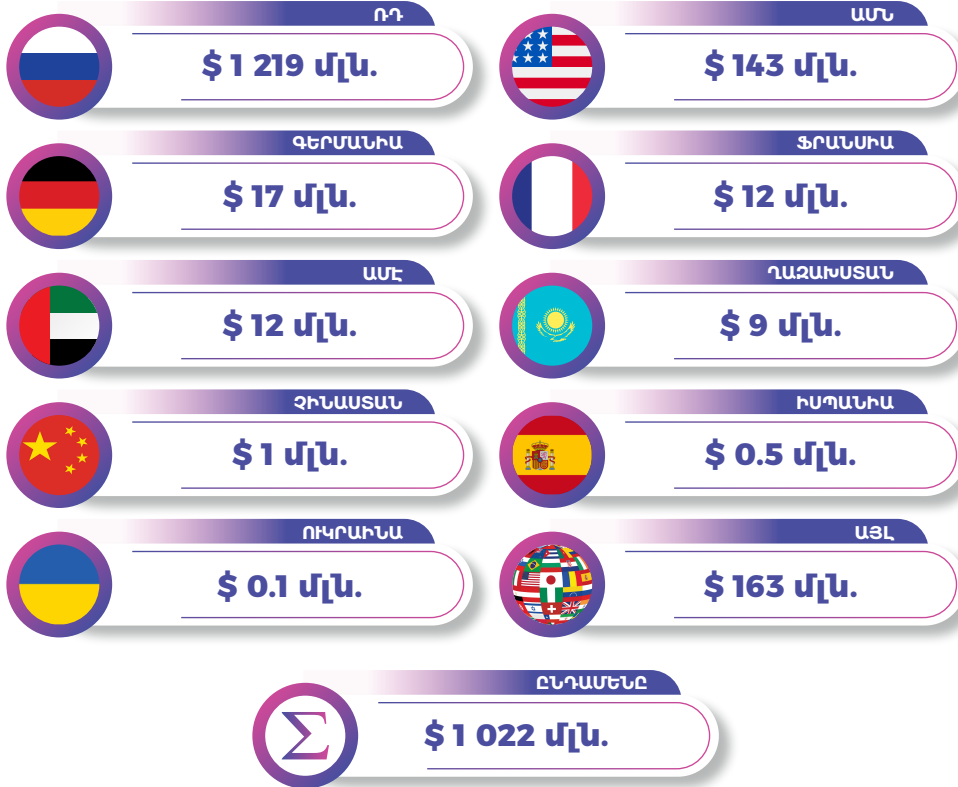 ՌԴ
$ 1 219 մլն.
ԱՄՆ
$ 143 մլն.
ԳԵՐՄԱՆԻԱ
$ 17 մլն.
ՖՐԱՆՍԻԱ
$ 12 մլն.
ԱՄԷ
$ 12 մլն.
ՂԱԶԱԽՍՏԱՆ
$ 9 մլն.
ՉԻՆԱՍՏԱՆ
$ 1 մլն.
ԻՍՊԱՆԻԱ
$ 0.5 մլն.
ՈՒԿՐԱԻՆԱ
$ 0.1 մլն.
ԱՅԼ
$ 163 մլն.
ԸՆԴԱՄԵՆԸ
Σ
$ 1 022 մլն.